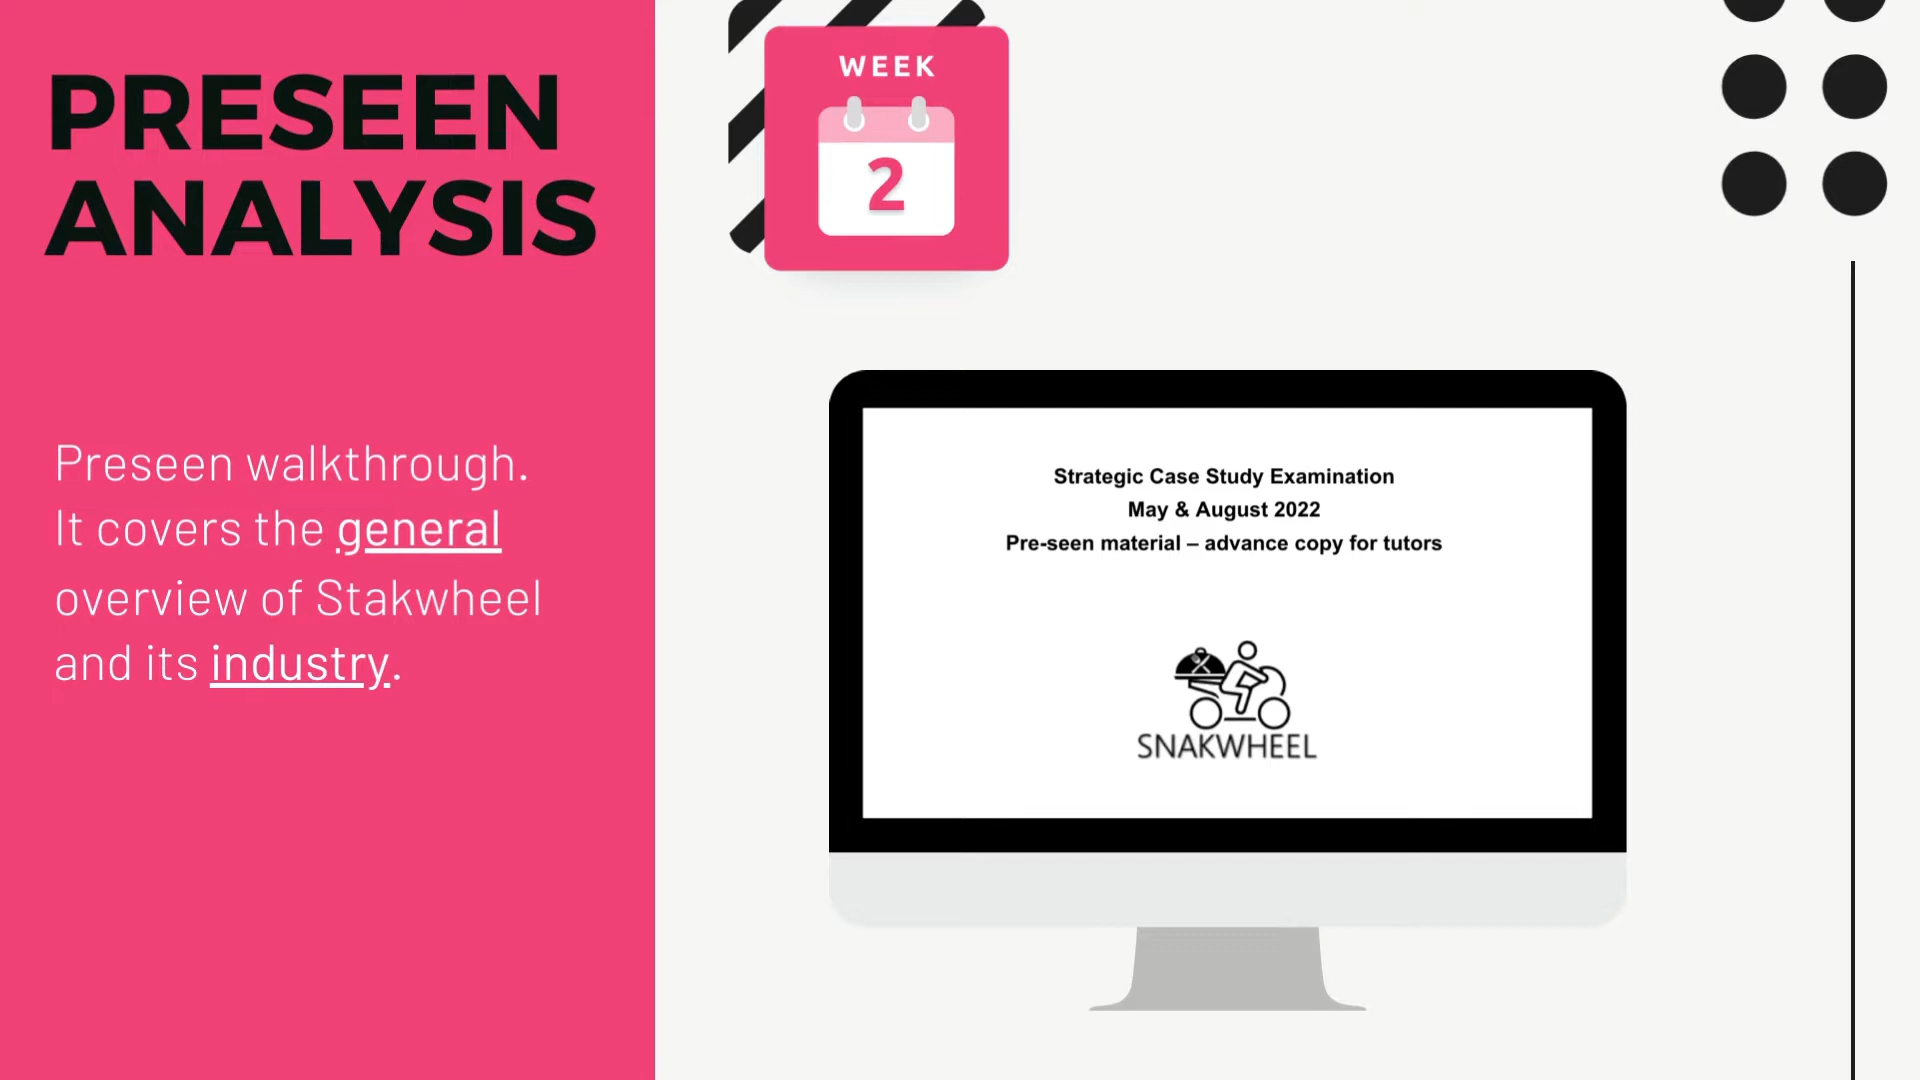 PRESEEN
ANALYSIS
Preseen walkthrough.
It covers the general
overview of Stakwheel
and its industry.
WEEK
2
Strategic Case Study Examination
May & August 2022
Pre-seen material – advance copy for tutors
SNAKWHEEL